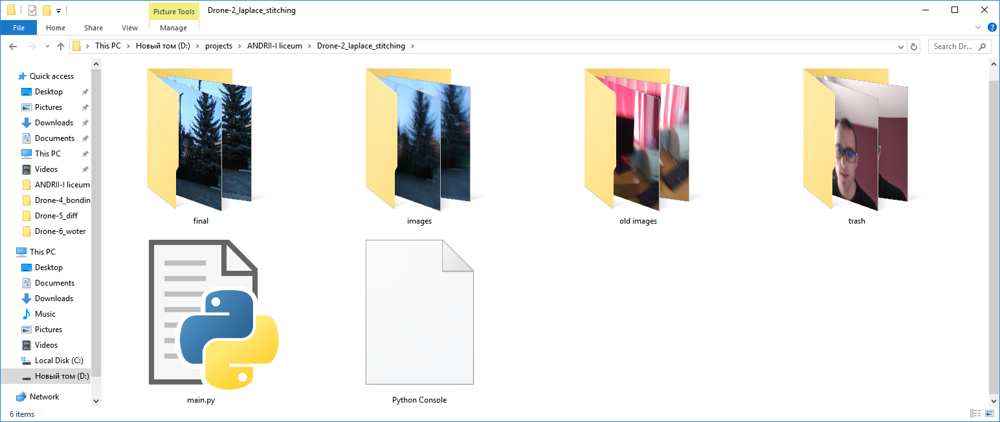 Picture Tools
Drone-2_laplace_stitching
File
Home
Share
View
Manage
This PC
Новый том (D:)
projects
ANDRII-I liceum
Drone-2_laplace_stitching
Search Dr...
Quick access
Desktop
Pictures
Downloads
Documents
This PC
Videos
ANDRII-I liceum
Drone-4_bondin
Drone-5_diff
Drone-6_woter
This PC
Desktop
Documents
Downloads
Music
Pictures
Videos
Local Disk (C:)
Новый том (D:)
Network
final
images
old images
trash
main.py
Python Console
6 items